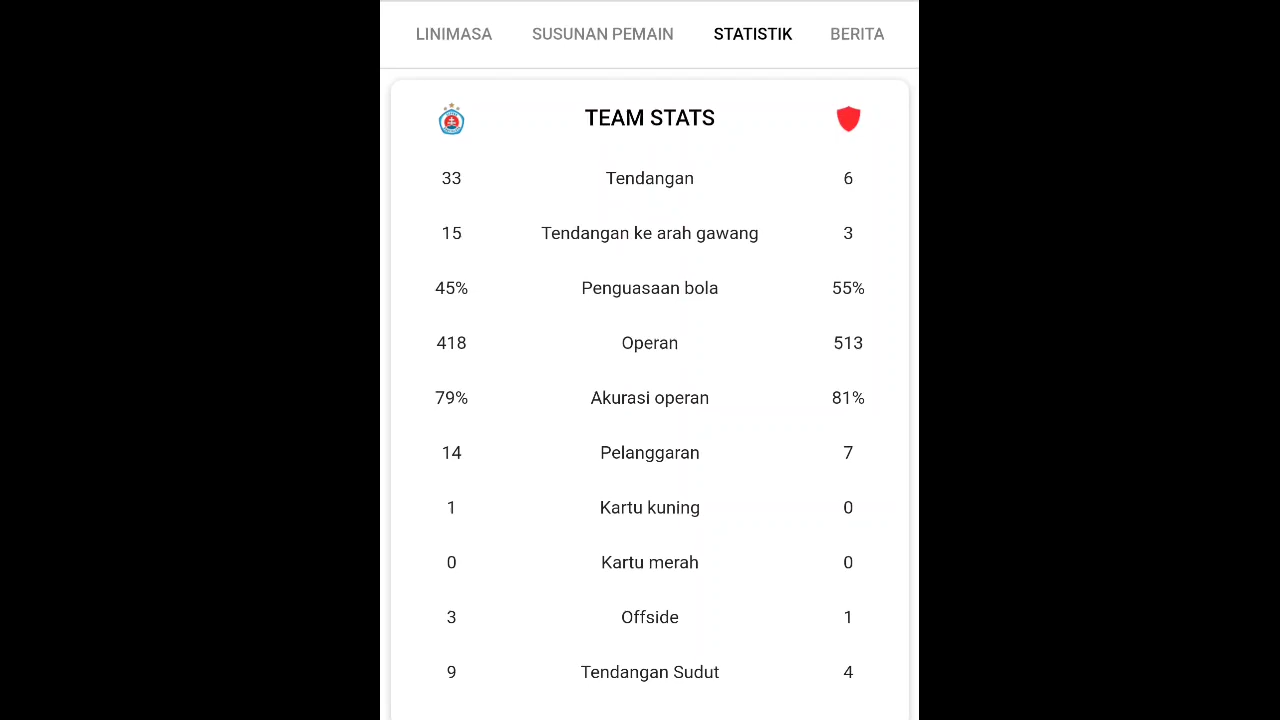 LINIMASA SUSUNAN PEMAIN STATISTIK BERITA
TEAM STATS
33 Tendangan 6
15 Tendangan ke arah gawang 3
45% Penguasaan bola 55%
418 Operan 513
79% Akurasi operan 81%
14 Pelanggaran 7
1 Kartu kuning 0
0 Kartu merah 0
3 Offside 1
9 Tendangan Sudut 4